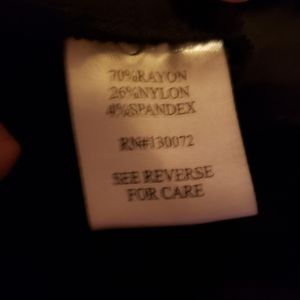 70%RAYON
26%NYLON
4%SPANDEX
RN#130072
SEE REVERSE
FOR CARE